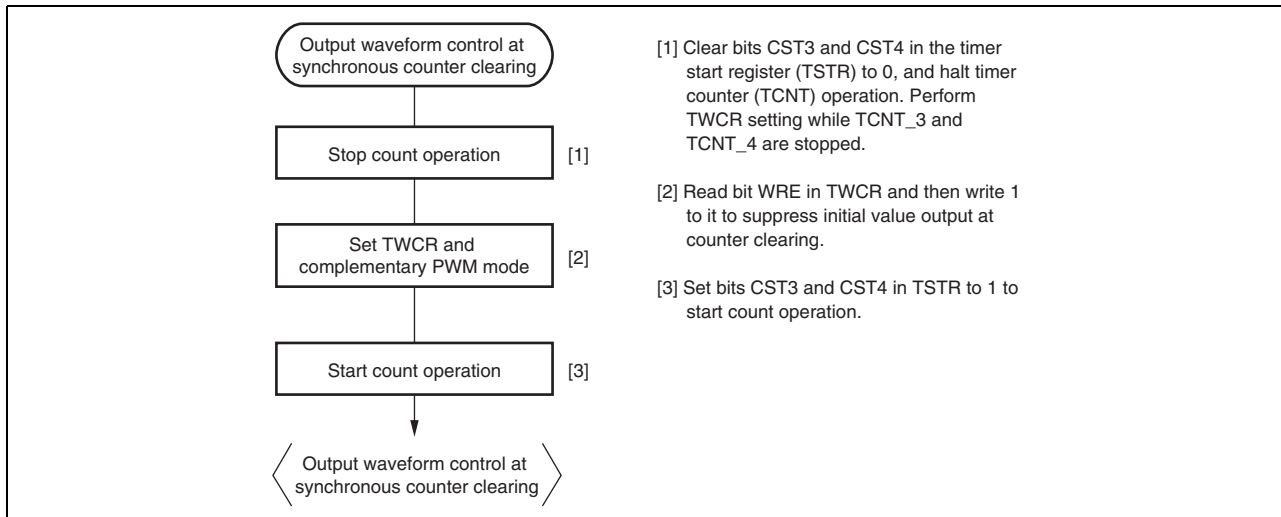 Output waveform control at
synchronous counter clearing
Stop count operation
[1]
Set TWCR and
complementary PWM mode
[2]
Start count operation
[3]
Output waveform control at
synchronous counter clearing
[1] Clear bits CST3 and CST4 in the timer
start register (TSTR) to 0, and halt timer
counter (TCNT) operation. Perform
TWCR setting while TCNT_3 and
TCNT_4 are stopped.
[2] Read bit WRE in TWCR and then write 1
to it to suppress initial value output at
counter clearing.
[3] Set bits CST3 and CST4 in TSTR to 1 to
start count operation.